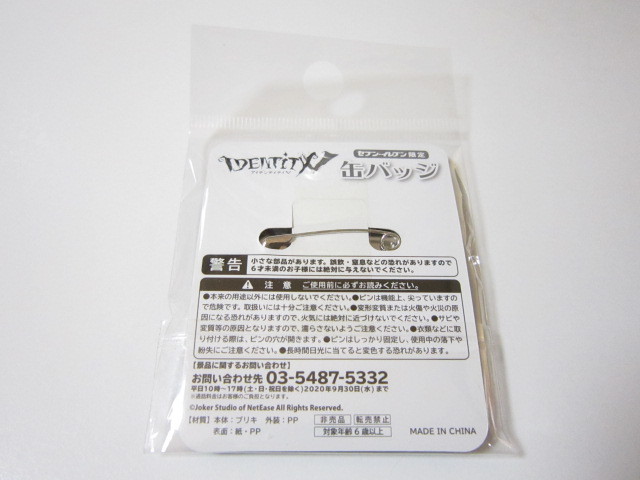 セブン-イレブン限定
IDENTITY V
アイデンティティV
缶バッジ
警告 小さな部品があります。誤飲・窒息などの恐れがありますので
6才未満のお子様には絶対に与えないでください。
注意 ご使用前に必ずお読みください。
●本来の用途以外には使用しないでください。●ピンは機能上、尖っています
ので危険です。取扱いには十分ご注意ください。●変形変質または火傷や火災の原
因になる恐れがありますので、火気には絶対に近づけないでください。●サビや
変質等の原因となりますので、濡らさないようご注意ください。●衣類などに取
り付ける際は、ピンの穴が開きます。●ピンはしっかり固定し、使用中の落下や
紛失にご注意ください。●長時間日光に当てると変色する恐れがあります。
【景品に関するお問い合わせ】
お問い合わせ先 03-5487-5332
平日10時~17時(土・日・祝日を除く)2020年9月30日(水)まで
※通話料金はお客様のご負担となります。
©Joker Studio of NetEase All Rights Reserved.
【材質】本体:ブリキ 外装:PP
表面:紙・PP
非売品 転売禁止
対象年齢6歳以上
MADE IN CHINA